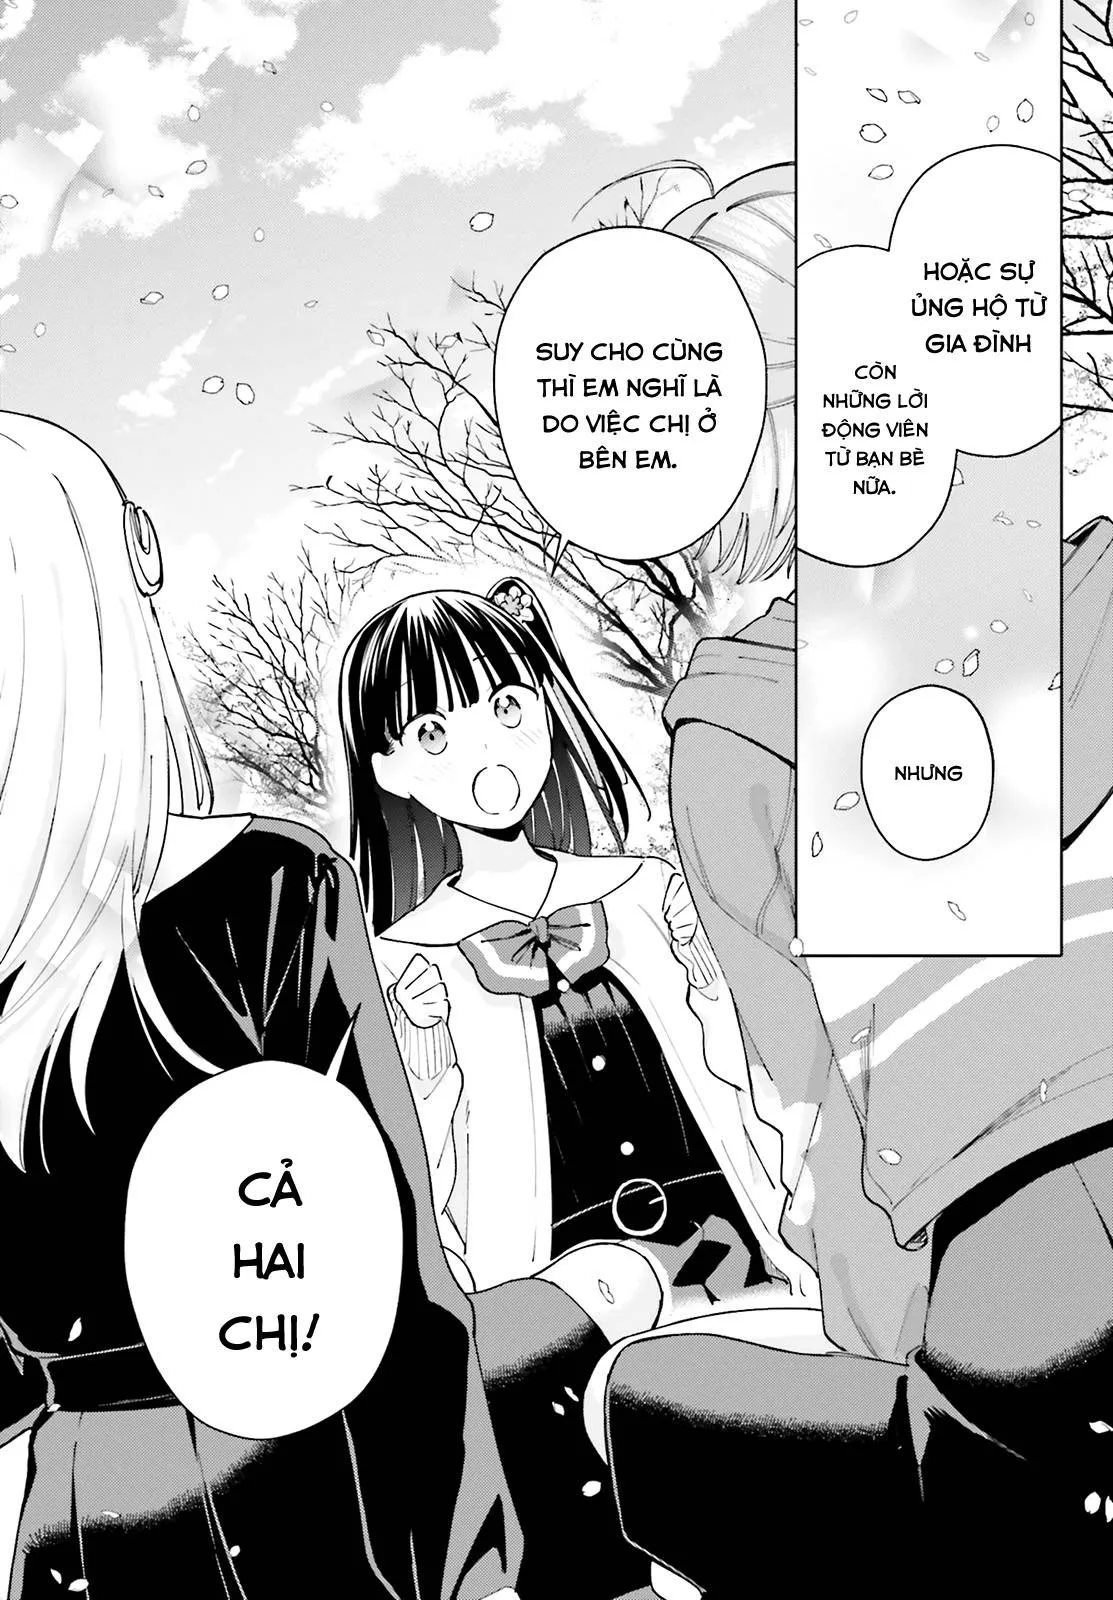 HOẶC SỰ
ỦNG HỘ TỪ
GIA ĐÌNH
CÒN
NHỮNG LỜI
ĐỘNG VIÊN
TỪ BẠN BÈ
NỮA.
NHƯNG
SUY CHO CÙNG
THÌ EM NGHĨ LÀ
DO VIỆC CHỊ Ở
BÊN EM.
CẢ
HAI
CHỊ!